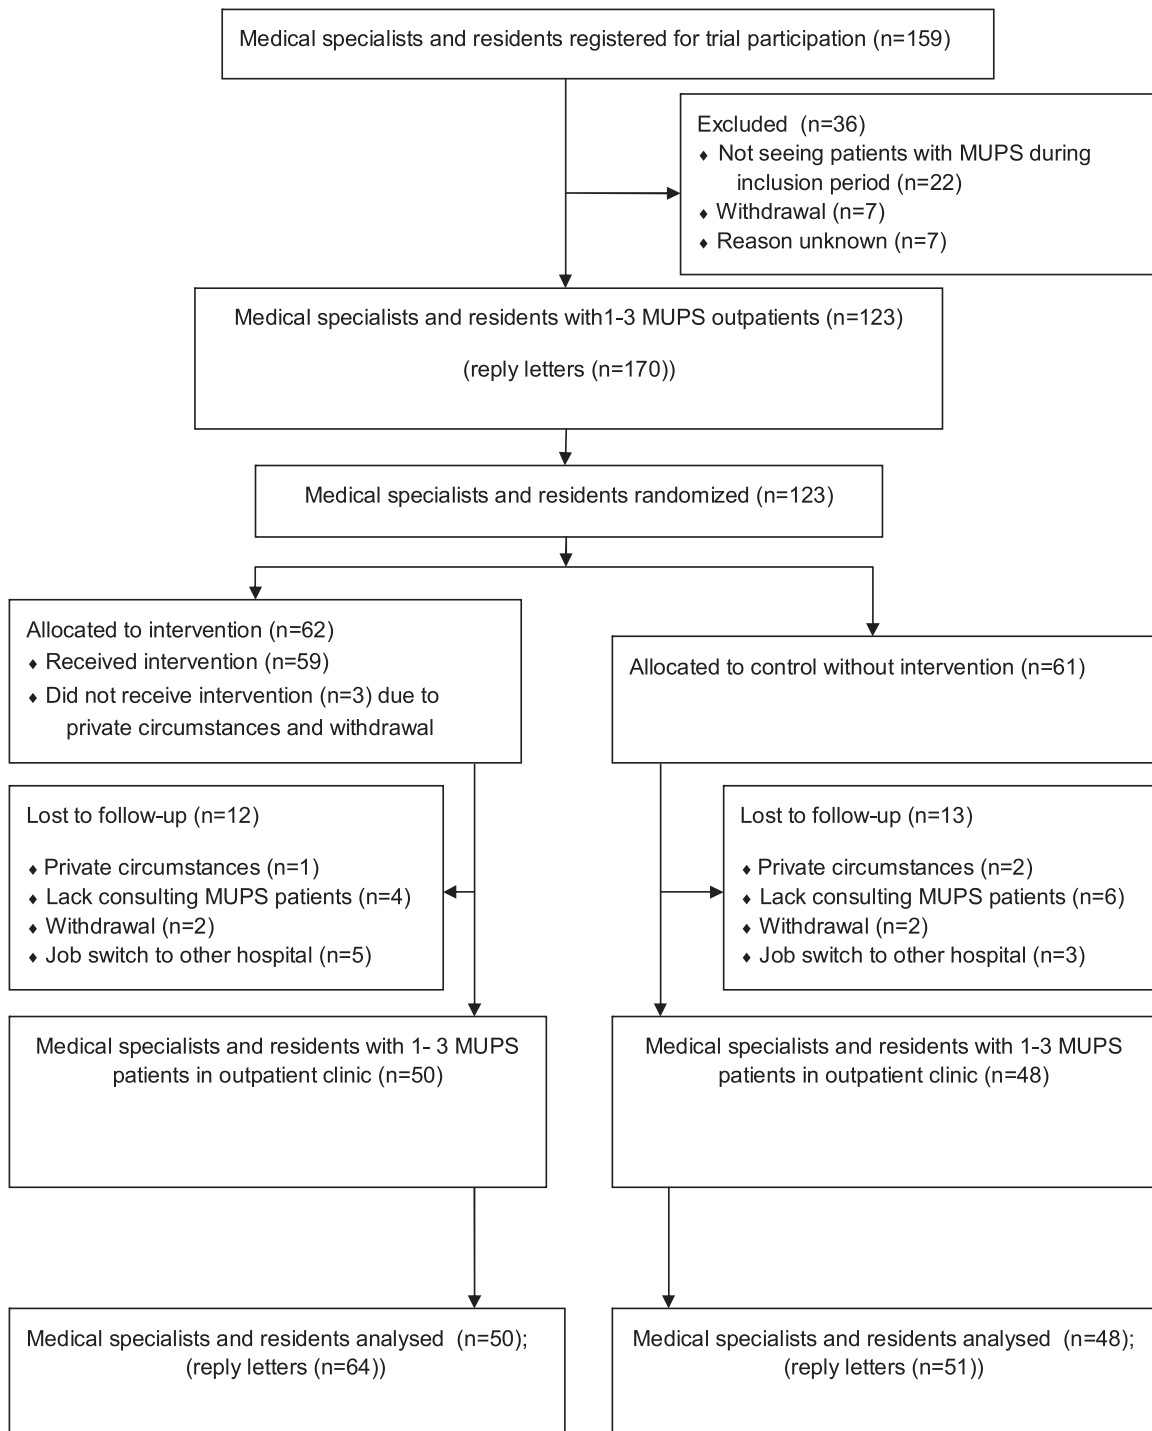 Medical specialists and residents registered for trial participation (n=159)
Excluded (n=36)
♦ Not seeing patients with MUPS during
inclusion period (n=22)
♦ Withdrawal (n=7)
♦ Reason unknown (n=7)
Medical specialists and residents with1-3 MUPS outpatients (n=123)
(reply letters (n=170))
Medical specialists and residents randomized (n=123)
Allocated to intervention (n=62)
♦ Received intervention (n=59)
♦ Did not receive intervention (n=3) due to
private circumstances and withdrawal
Allocated to control without intervention (n=61)
Lost to follow-up (n=12)
♦ Private circumstances (n=1)
♦ Lack consulting MUPS patients (n=4)
♦ Withdrawal (n=2)
♦ Job switch to other hospital (n=5)
Lost to follow-up (n=13)
♦ Private circumstances (n=2)
♦ Lack consulting MUPS patients (n=6)
♦ Withdrawal (n=2)
♦ Job switch to other hospital (n=3)
Medical specialists and residents with 1- 3 MUPS
patients in outpatient clinic (n=50)
Medical specialists and residents with 1-3 MUPS
patients in outpatient clinic (n=48)
Medical specialists and residents analysed (n=50);
(reply letters (n=64))
Medical specialists and residents analysed (n=48);
(reply letters (n=51))